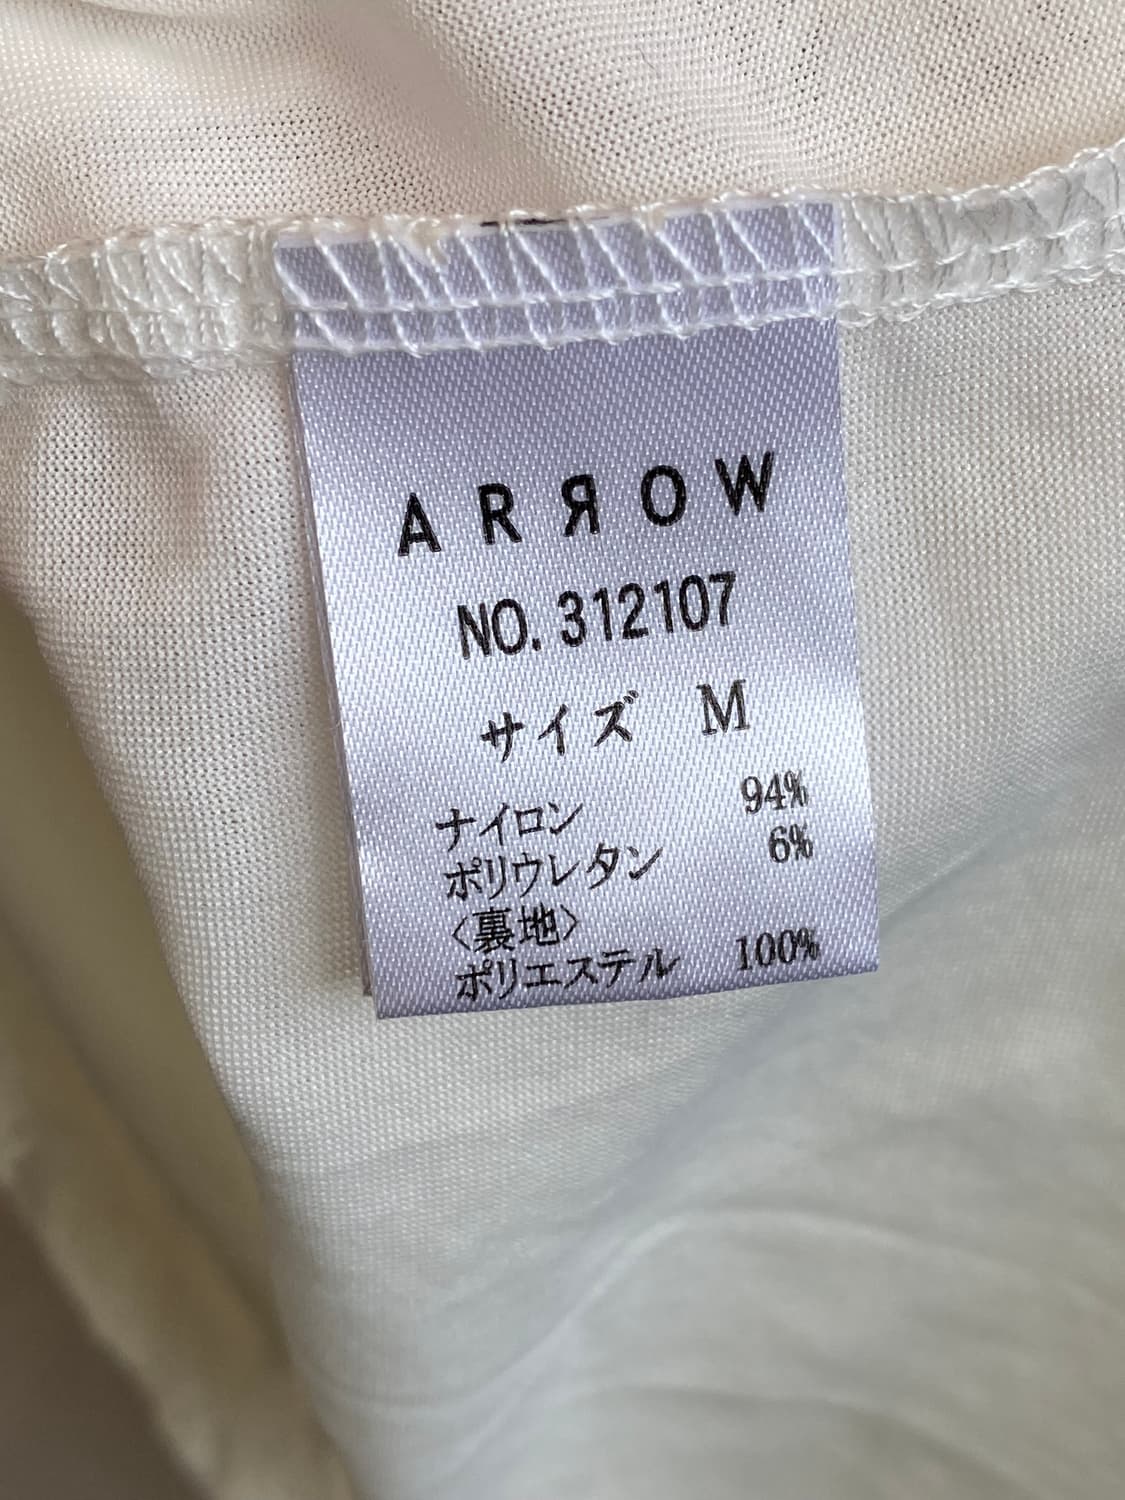 ARЯOW
NO.312107
サイズ M
ナイロン 94%
ポリウレタン 6%
〈裏地〉
ポリエステル 100%